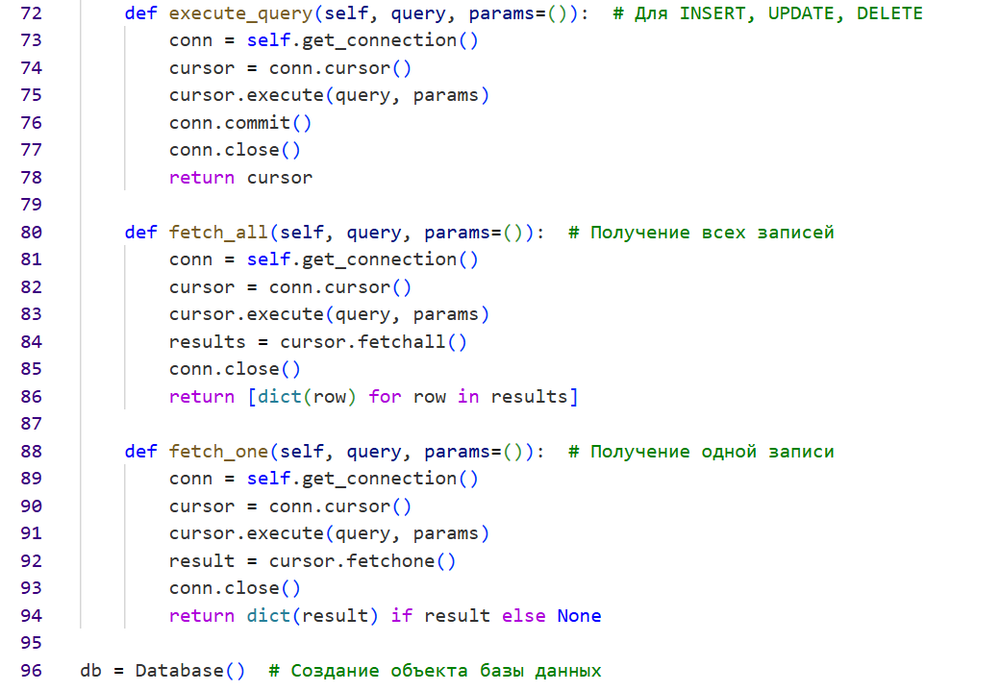 72 def execute_query(self, query, params=()):  # Для INSERT, UPDATE, DELETE
73 conn = self.get_connection()
74 cursor = conn.cursor()
75 cursor.execute(query, params)
76 conn.commit()
77 conn.close()
78 return cursor
79
80 def fetch_all(self, query, params=()):  # Получение всех записей
81 conn = self.get_connection()
82 cursor = conn.cursor()
83 cursor.execute(query, params)
84 results = cursor.fetchall()
85 conn.close()
86 return [dict(row) for row in results]
87
88 def fetch_one(self, query, params=()):  # Получение одной записи
89 conn = self.get_connection()
90 cursor = conn.cursor()
91 cursor.execute(query, params)
92 result = cursor.fetchone()
93 conn.close()
94 return dict(result) if result else None
95
96 db = Database()  # Создание объекта базы данных